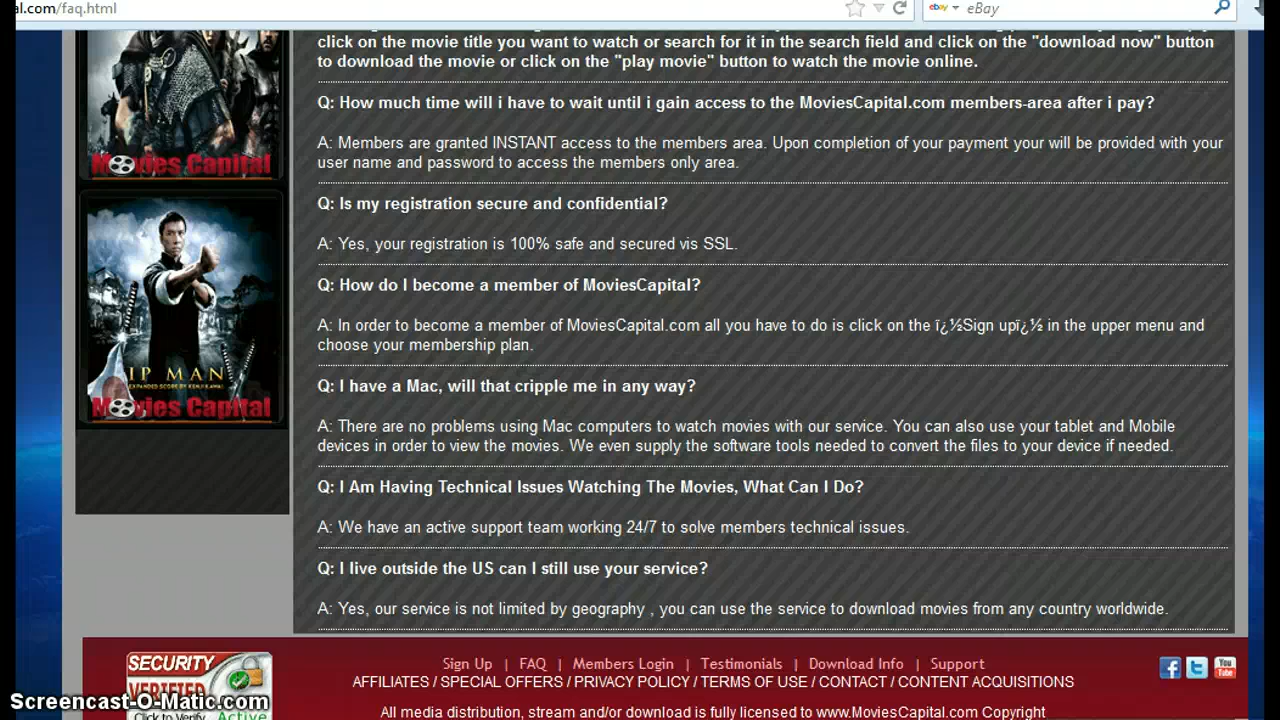 al.com/faq.html
ebay
eBay
click on the movie title you want to watch or search for it in the search field and click on the "download now" button
to download the movie or click on the "play movie" button to watch the movie online.
Q: How much time will i have to wait until i gain access to the MoviesCapital.com members-area after i pay?
A: Members are granted INSTANT access to the members area. Upon completion of your payment your will be provided with your
user name and password to access the members only area.
Movies Capital
Q: Is my registration secure and confidential?
A: Yes, your registration is 100% safe and secured vis SSL.
Q: How do I become a member of MoviesCapital?
A: In order to become a member of MoviesCapital.com all you have to do is click on the ï¿½Sign upï¿½ in the upper menu and
choose your membership plan.
IP MAN
EXPANDED SCORE BY KENJI KAWAI
Movies Capital
Q: I have a Mac, will that cripple me in any way?
A: There are no problems using Mac computers to watch movies with our service. You can also use your tablet and Mobile
devices in order to view the movies. We even supply the software tools needed to convert the files to your device if needed.
Q: I Am Having Technical Issues Watching The Movies, What Can I Do?
A: We have an active support team working 24/7 to solve members technical issues.
Q: I live outside the US can I still use your service?
A: Yes, our service is not limited by geography , you can use the service to download movies from any country worldwide.
SECURITY
VERIFIED
Click to Verify Active
Sign Up | FAQ | Members Login | Testimonials | Download Info | Support
You Tube
AFFILIATES / SPECIAL OFFERS / PRIVACY POLICY / TERMS OF USE / CONTACT / CONTENT ACQUISITIONS
All media distribution, stream and/or download is fully licensed to www.MoviesCapital.com Copyright
Screencast-O-Matic.com